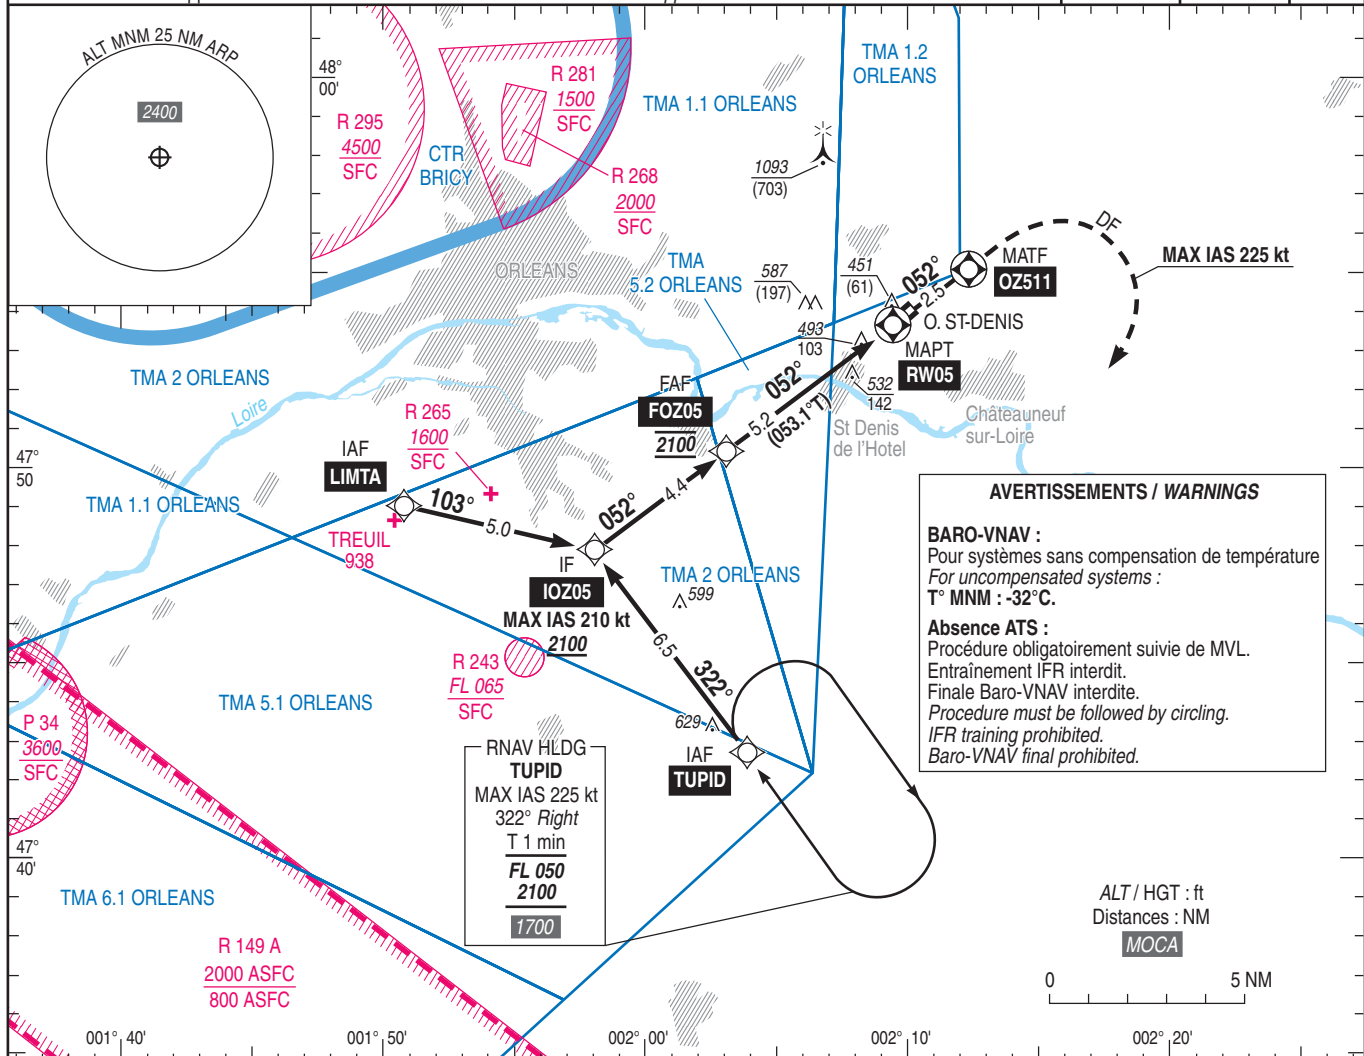 ALT MNM 25 NM ARP
2400
48°
00'
R 295
4500
SFC
CTR
BRICY
R 281
1500
SFC
R 268
2000
SFC
TMA 1.1 ORLEANS
TMA 1.2
ORLEANS
1093
(703)
ORLEANS
TMA
5.2 ORLEANS
587
(197)
451
(61)
493
103
532
142
052°
2.5
DF
MAX IAS 225 kt
MATF
OZ511
O. ST-DENIS
MAPT
RW05
052°
5.2
(053.1°T)
FAF
FOZ05
2100
St Denis
de l'Hotel
Châteauneuf
sur-Loire
TMA 2 ORLEANS
Loire
R 265
1600
SFC
IAF
LIMTA
47°
50
TMA 1.1 ORLEANS
TREUIL
938
103°
5.0
052°
4.4
IF
IOZ05
MAX IAS 210 kt
2100
TMA 2 ORLEANS
599
6.5
322°
R 243
FL 065
SFC
TMA 5.1 ORLEANS
629
IAF
TUPID
P 34
3600
SFC
RNAV HLDG
TUPID
MAX IAS 225 kt
322° Right
T 1 min
FL 050
2100
1700
AVERTISSEMENTS / WARNINGS
BARO-VNAV :
Pour systèmes sans compensation de température
For uncompensated systems :
T° MNM : -32°C.
Absence ATS :
Procédure obligatoirement suivie de MVL.
Entraînement IFR interdit.
Finale Baro-VNAV interdite.
Procedure must be followed by circling.
IFR training prohibited.
Baro-VNAV final prohibited.
47°
40'
TMA 6.1 ORLEANS
R 149 A
2000 ASFC
800 ASFC
ALT / HGT : ft
Distances : NM
MOCA
0 5 NM
001° 40' 001° 50' 002° 00' 002° 10' 002° 20'